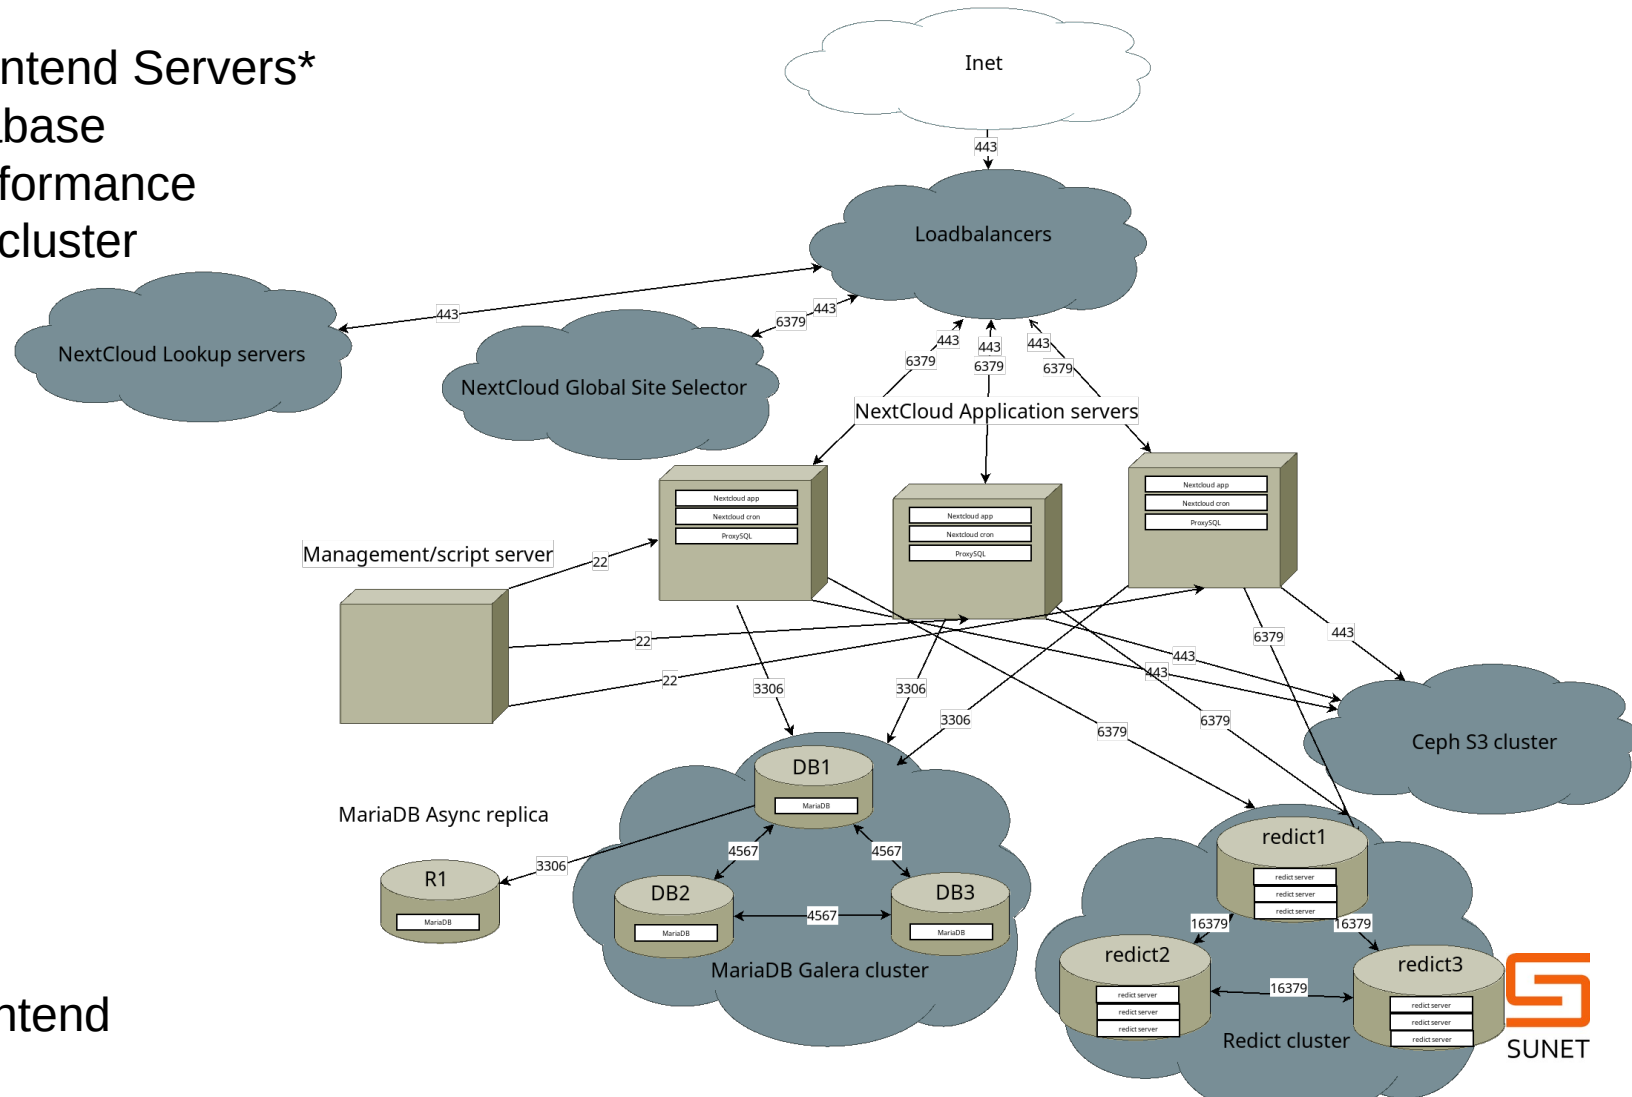 ntend Servers*
abase
formance
cluster
Inet
443
Loadbalancers
443
6379
443
NextCloud Lookup servers
NextCloud Global Site Selector
443
443
443
6379
6379
6379
NextCloud Application servers
Nextcloud app
Nextcloud cron
ProxySQL
Nextcloud app
Nextcloud cron
ProxySQL
Nextcloud app
Nextcloud cron
ProxySQL
Management/script server
22
22
22
3306
3306
3306
6379
6379
6379
443
443
443
Ceph S3 cluster
MariaDB Async replica
3306
R1
MariaDB
DB1
MariaDB
4567
4567
DB2
MariaDB
4567
DB3
MariaDB
MariaDB Galera cluster
redict1
redict server
redict server
redict server
16379
16379
redict2
redict server
redict server
redict server
16379
redict3
redict server
redict server
redict server
Redict cluster
SUNET
ntend